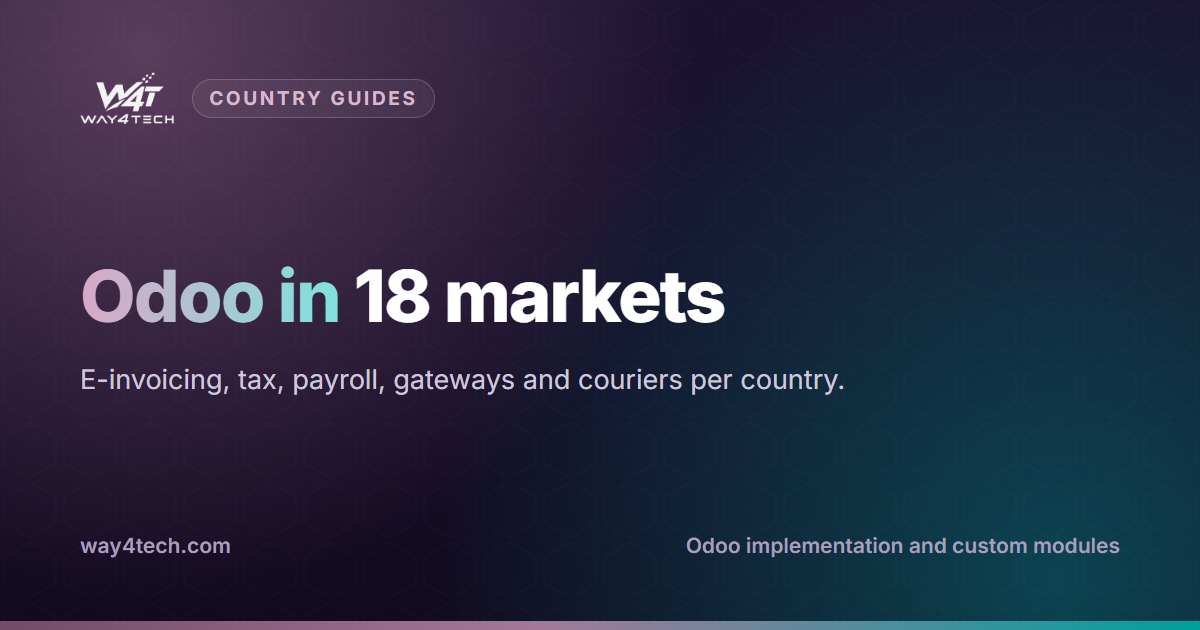 W4T
WAY4TECH
COUNTRY GUIDES
Odoo in 18 markets
E-invoicing, tax, payroll, gateways and couriers per country.
way4tech.com
Odoo implementation and custom modules